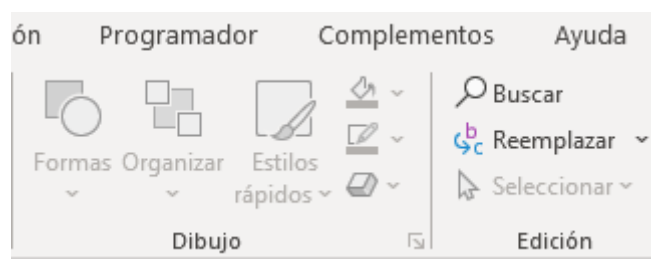 ón Programador Complementos Ayuda
Formas Organizar Estilos rápidos
Buscar
Reemplazar
Seleccionar
Dibujo Edición